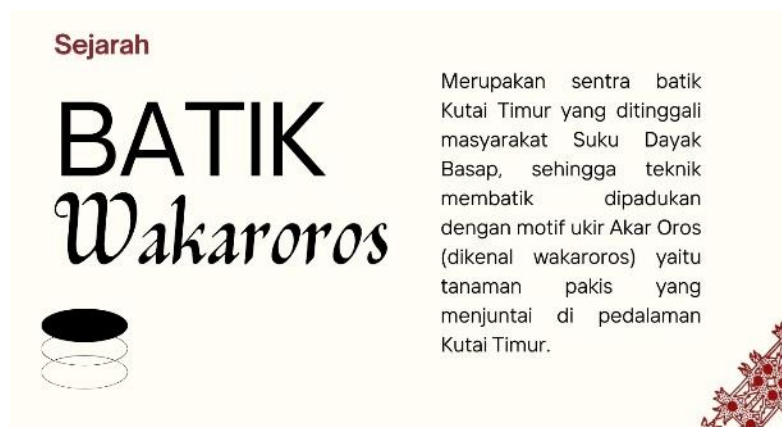 Sejarah
BATIK
Wakaroros
Merupakan sentra batik
Kutai Timur yang ditinggali
masyarakat Suku Dayak
Basap, sehingga teknik
membatik dipadukan
dengan motif ukir Akar Oros
(dikenal wakaroros) yaitu
tanaman pakis yang
menjuntai di pedalaman
Kutai Timur.